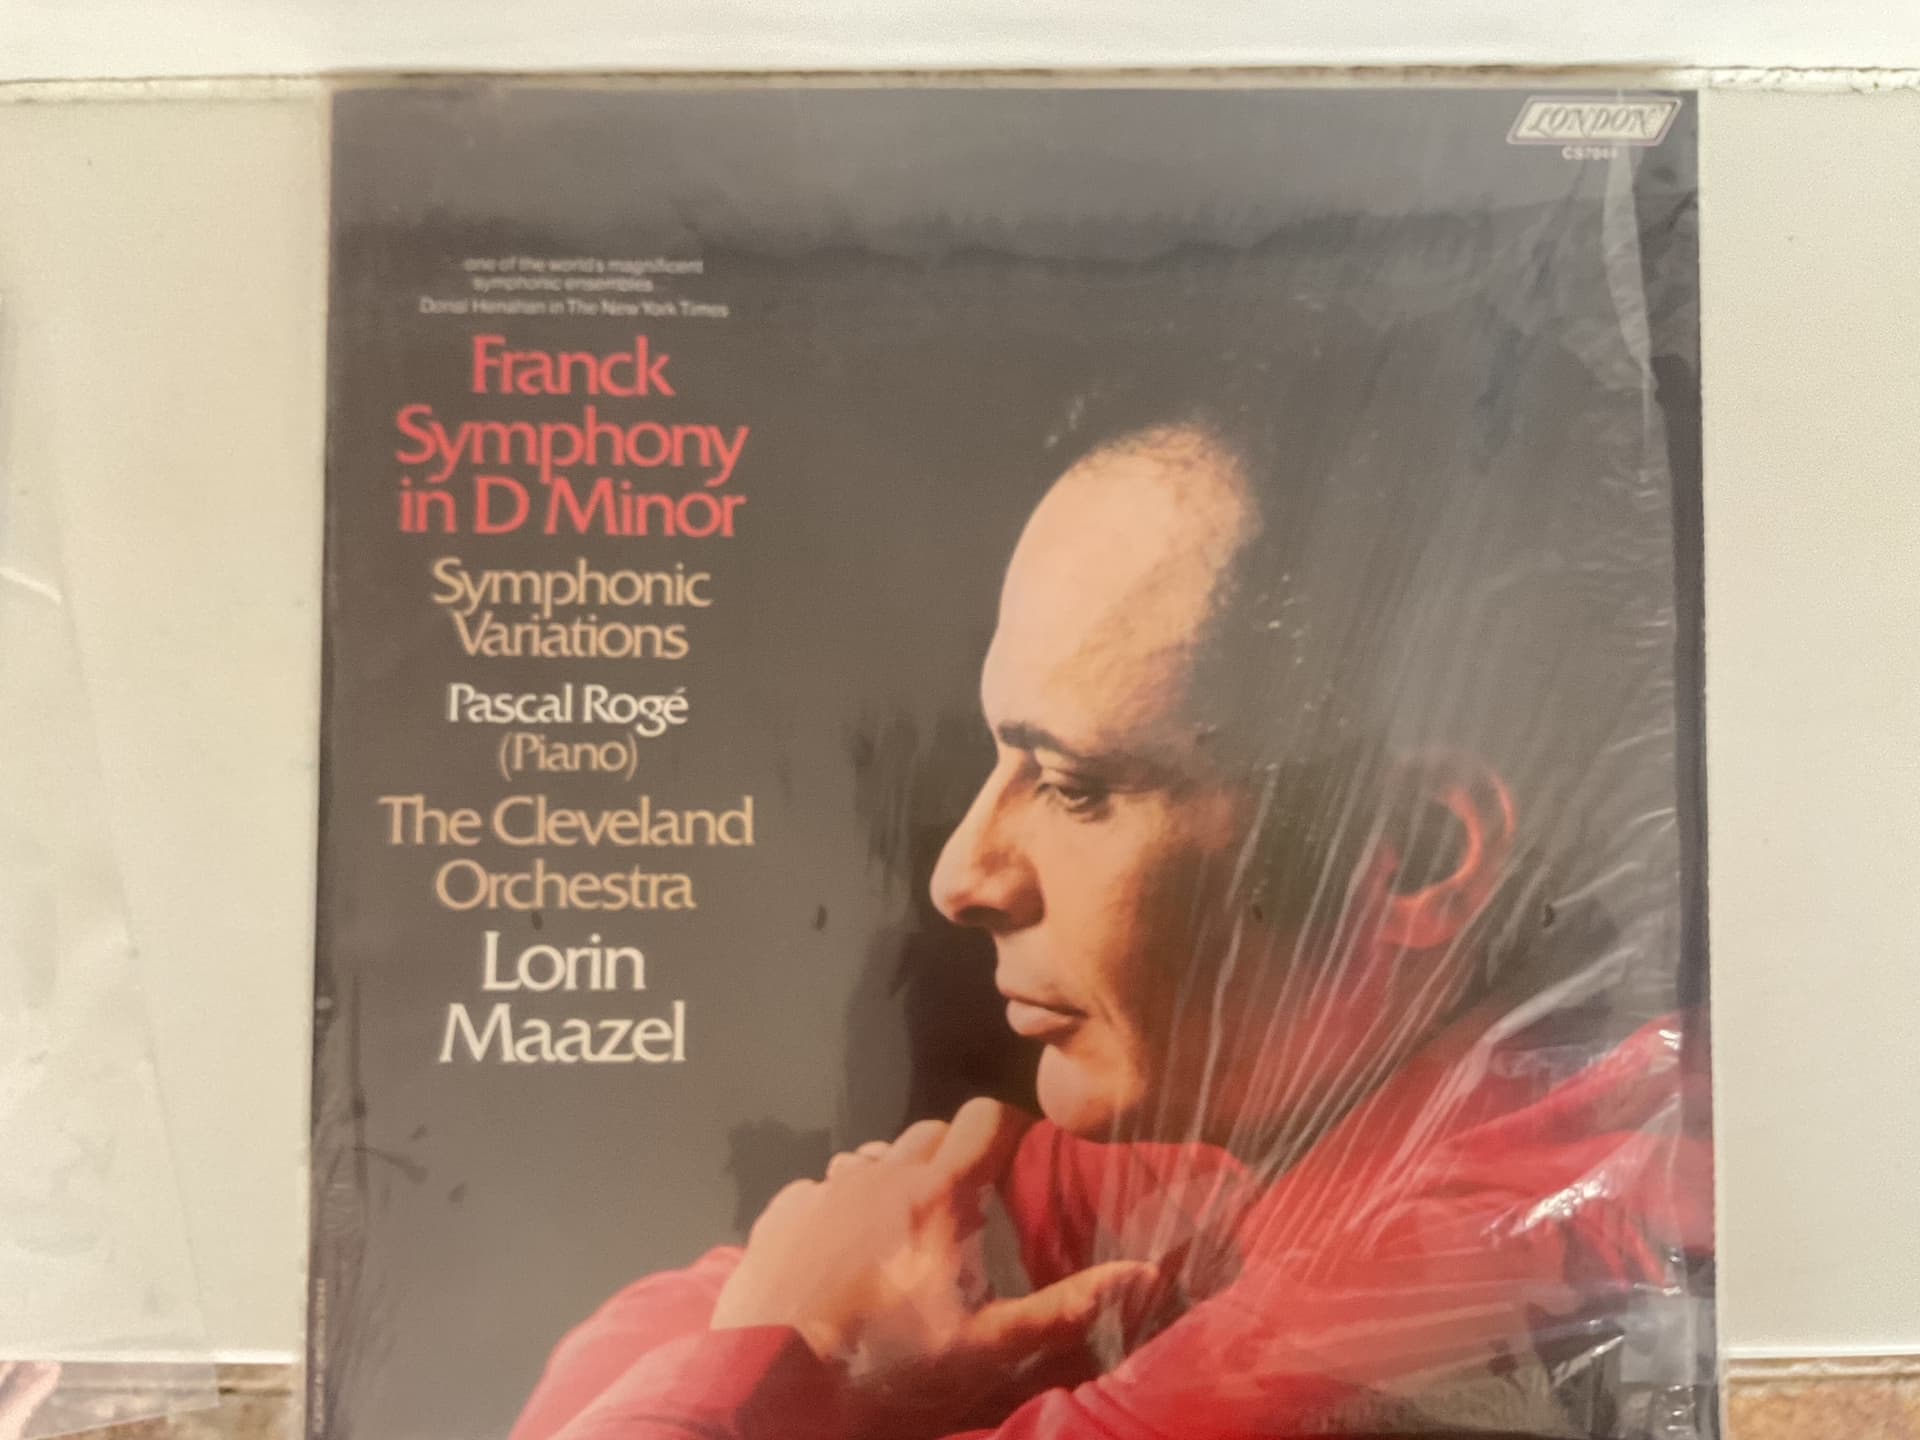 LONDON
one of the world's magnificent
symphonic ensembles...
Donal Henahan in The New York Times
Franck
Symphony
in D Minor
Symphonic
Variations
Pascal Rogé
(Piano)
The Cleveland
Orchestra
Lorin
Maazel